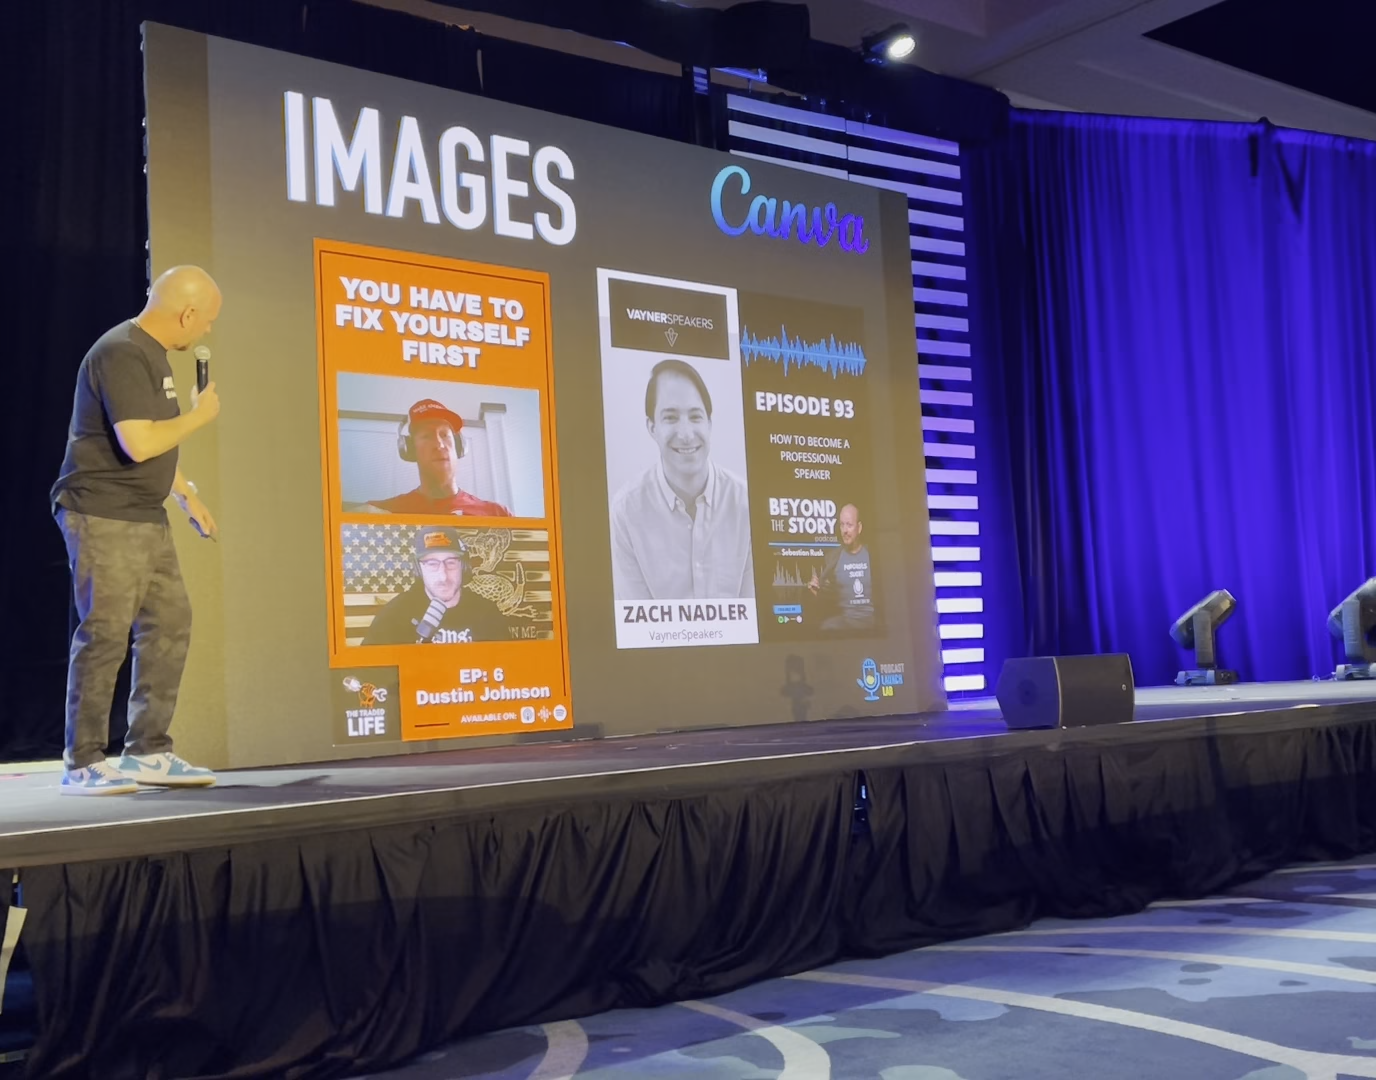 IMAGES
Canva
YOU HAVE TO
FIX YOURSELF
FIRST
EP: 6
Dustin Johnson
AVAILABLE ON:
THE TRADED
LIFE
VAYNERSPEAKERS
ZACH NADLER
VaynerSpeakers
EPISODE 93
HOW TO BECOME A
PROFESSIONAL
SPEAKER
BEYOND
THE STORY
podcast
Sebastian Rusk
PODCAST
LAUNCH
LAB